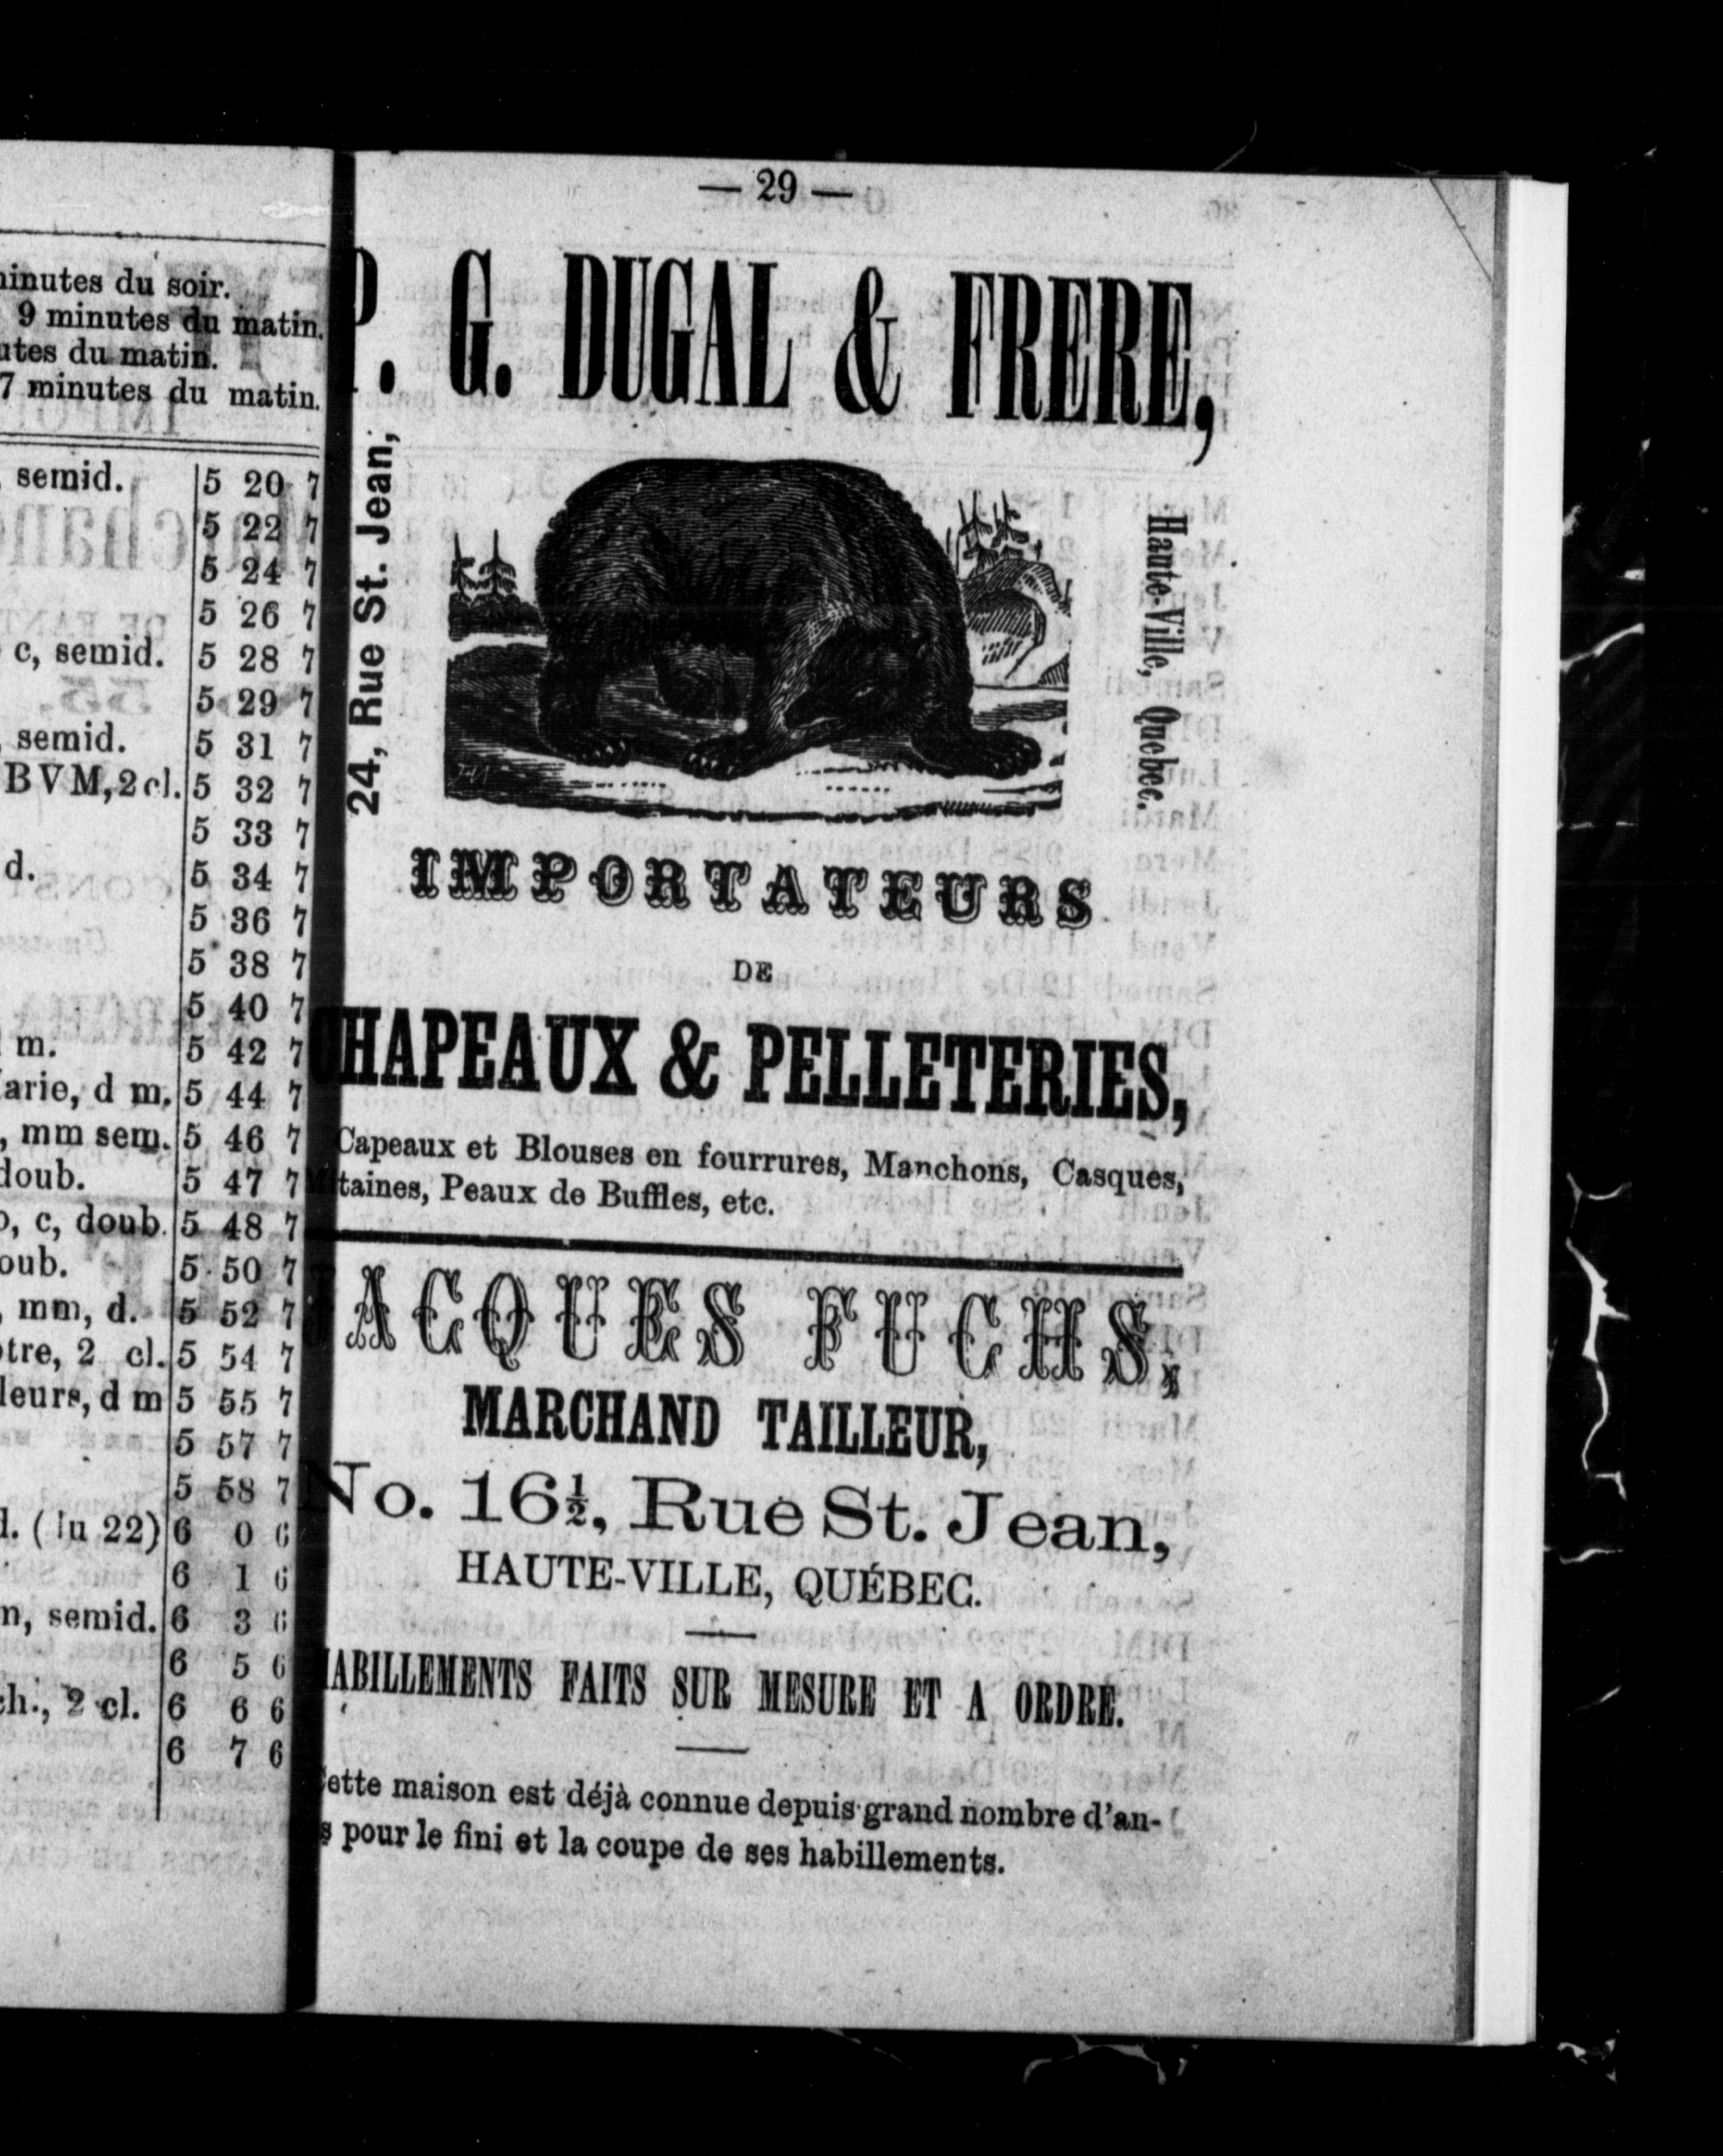 minutes du soir.
9 minutes du matin.
utes du matin.
7 minutes du matin.
semid. 5 20 7
5 22 7
5 24 7
5 26 7
c, semid. 5 28 7
5 29 7
semid. 5 31 7
B V M, 2 cl. 5 32 7
5 33 7
d. 5 34 7
5 36 7
5 38 7
5 40 7
m. 5 42 7
arie, d m. 5 44 7
, mm sem. 5 46 7
doub. 5 47 7
, c, doub. 5 48 7
oub. 5 50 7
, mm, d. 5 52 7
tre, 2 cl. 5 54 7
leurs, d m 5 55 7
5 57 7
5 58 7
d. (lu 22) 6 0 6
6 1 6
n, semid. 6 3 6
6 5 6
ch., 2 cl. 6 6 6
6 7 6
— 29 —
P. G. DUGAL & FRERE,
24, Rue St. Jean,
Haute-Ville, Quebec.
IMPORTATEURS
DE
CHAPEAUX & PELLETERIES,
Capeaux et Blouses en fourrures, Manchons, Casques,
Mitaines, Peaux de Buffles, etc.
JACQUES FUCHS,
MARCHAND TAILLEUR,
No. 16½, Rue St. Jean,
HAUTE-VILLE, QUÉBEC.
HABILLEMENTS FAITS SUR MESURE ET A ORDRE.
Cette maison est déjà connue depuis grand nombre d'an-
s pour le fini et la coupe de ses habillements.